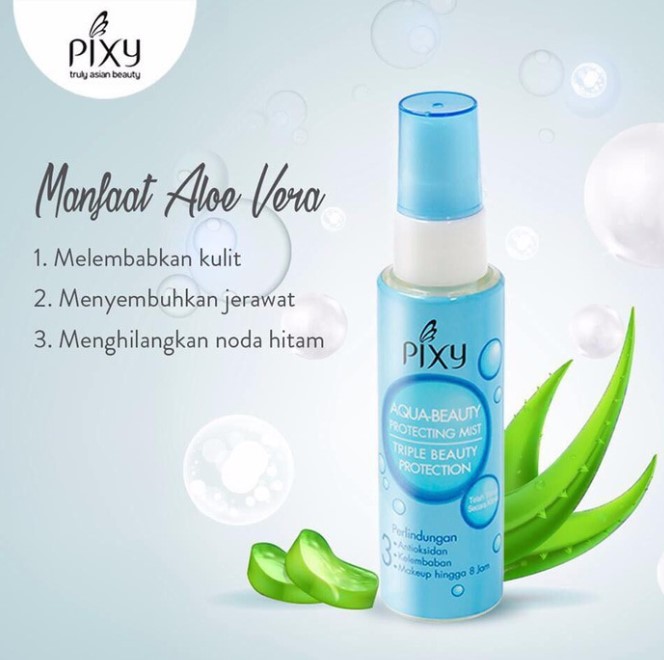 PIXY
truly asian beauty
Manfaat Aloe Vera
1. Melembabkan kulit
2. Menyembuhkan jerawat
3. Menghilangkan noda hitam
PIXY
AQUA-BEAUTY
PROTECTING MIST
TRIPLE BEAUTY
PROTECTION
Perlindungan
3
• Antioksidan
• Kelembaban
• Makeup hingga 8 Jam